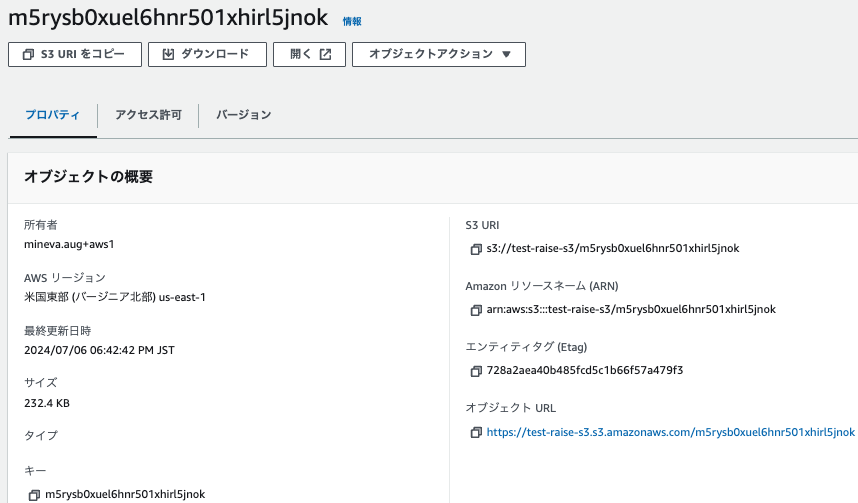 m5rysb0xuel6hnr501xhirl5jnok 情報
S3 URI をコピー ダウンロード 開く オブジェクトアクション ▼
プロパティ アクセス許可 バージョン
オブジェクトの概要
所有者
mineva.aug+aws1
AWS リージョン
米国東部 (バージニア北部) us-east-1
最終更新日時
2024/07/06 06:42:42 PM JST
サイズ
232.4 KB
タイプ
キー
m5rysb0xuel6hnr501xhirl5jnok
S3 URI
s3://test-raise-s3/m5rysb0xuel6hnr501xhirl5jnok
Amazon リソースネーム (ARN)
arn:aws:s3:::test-raise-s3/m5rysb0xuel6hnr501xhirl5jnok
エンティティタグ (Etag)
728a2aea40b485fcd5c1b66f57a479f3
オブジェクト URL
https://test-raise-s3.s3.amazonaws.com/m5rysb0xuel6hnr501xhirl5jnok